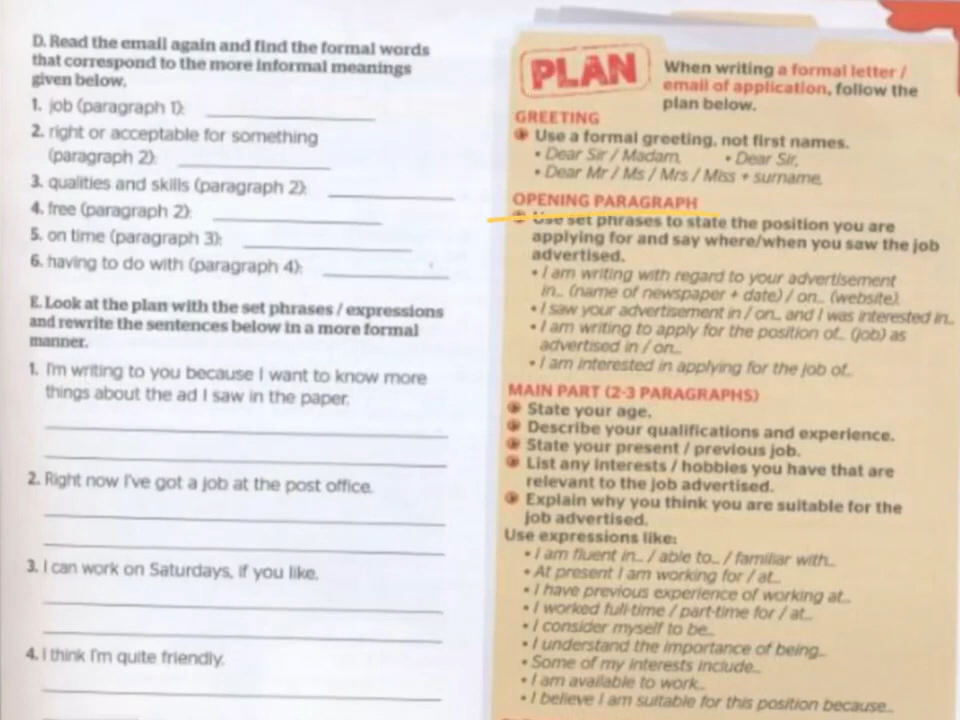 D. Read the email again and find the formal words
that correspond to the more informal meanings
given below.
1. job (paragraph 1):
2. right or acceptable for something
(paragraph 2):
3. qualities and skills (paragraph 2):
4. free (paragraph 2):
5. on time (paragraph 3):
6. having to do with (paragraph 4):
E. Look at the plan with the set phrases / expressions
and rewrite the sentences below in a more formal
manner.
1. I'm writing to you because I want to know more
things about the ad I saw in the paper.
2. Right now I've got a job at the post office.
3. I can work on Saturdays, if you like.
4. I think I'm quite friendly.
PLAN
When writing a formal letter /
email of application, follow the
plan below.
GREETING
Use a formal greeting, not first names.
• Dear Sir / Madam, • Dear Sir,
• Dear Mr / Ms / Mrs / Miss + surname,
OPENING PARAGRAPH
Use set phrases to state the position you are
applying for and say where/when you saw the job
advertised.
• I am writing with regard to your advertisement
in... (name of newspaper + date) / on... (website).
• I saw your advertisement in / on... and I was interested in...
• I am writing to apply for the position of... (job) as
advertised in / on...
• I am interested in applying for the job of...
MAIN PART (2-3 PARAGRAPHS)
State your age.
Describe your qualifications and experience.
State your present / previous job.
List any interests / hobbies you have that are
relevant to the job advertised.
Explain why you think you are suitable for the
job advertised.
Use expressions like:
• I am fluent in... / able to... / familiar with...
• At present I am working for / at...
• I have previous experience of working at...
• I worked full-time / part-time for / at...
• I consider myself to be...
• I understand the importance of being...
• Some of my interests include...
• I am available to work...
• I believe I am suitable for this position because...